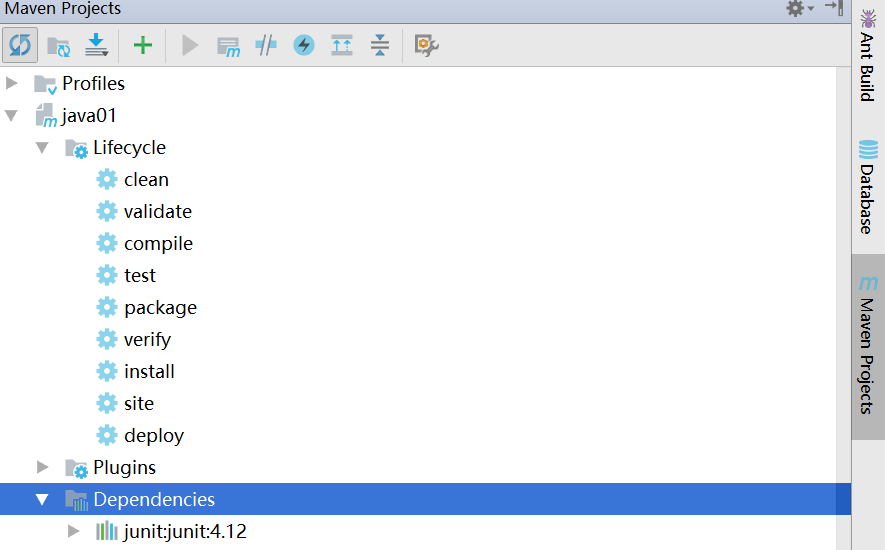 Maven Projects
Profiles
java01
Lifecycle
clean
validate
compile
test
package
verify
install
site
deploy
Plugins
Dependencies
junit:junit:4.12
Ant Build
Database
Maven Projects